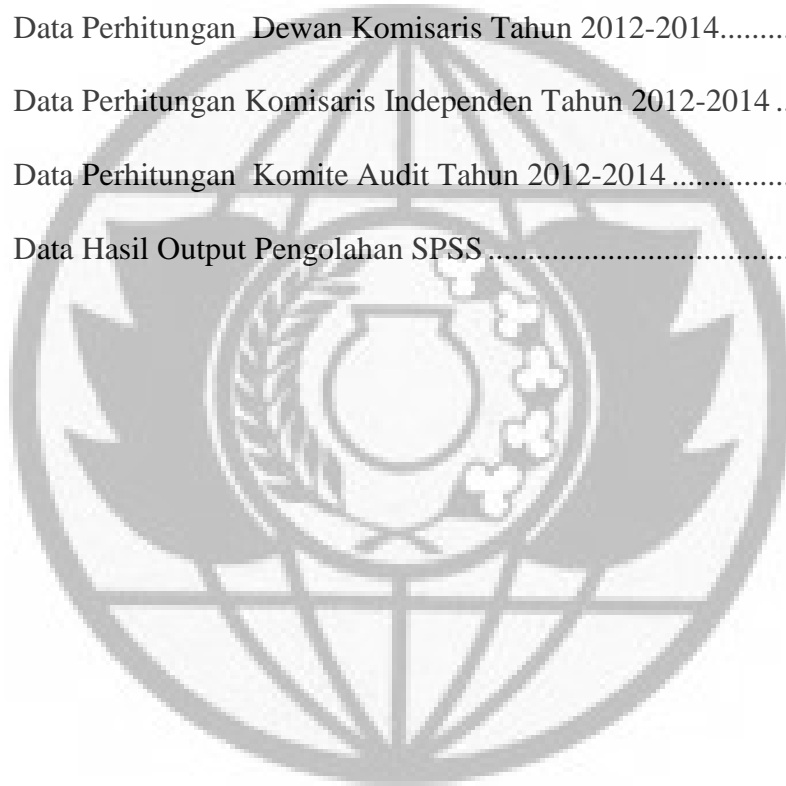 Data Perhitungan Dewan Komisaris Tahun 2012-2014.........
Data Perhitungan Komisaris Independen Tahun 2012-2014 ..
Data Perhitungan Komite Audit Tahun 2012-2014 ..............
Data Hasil Output Pengolahan SPSS ...................................